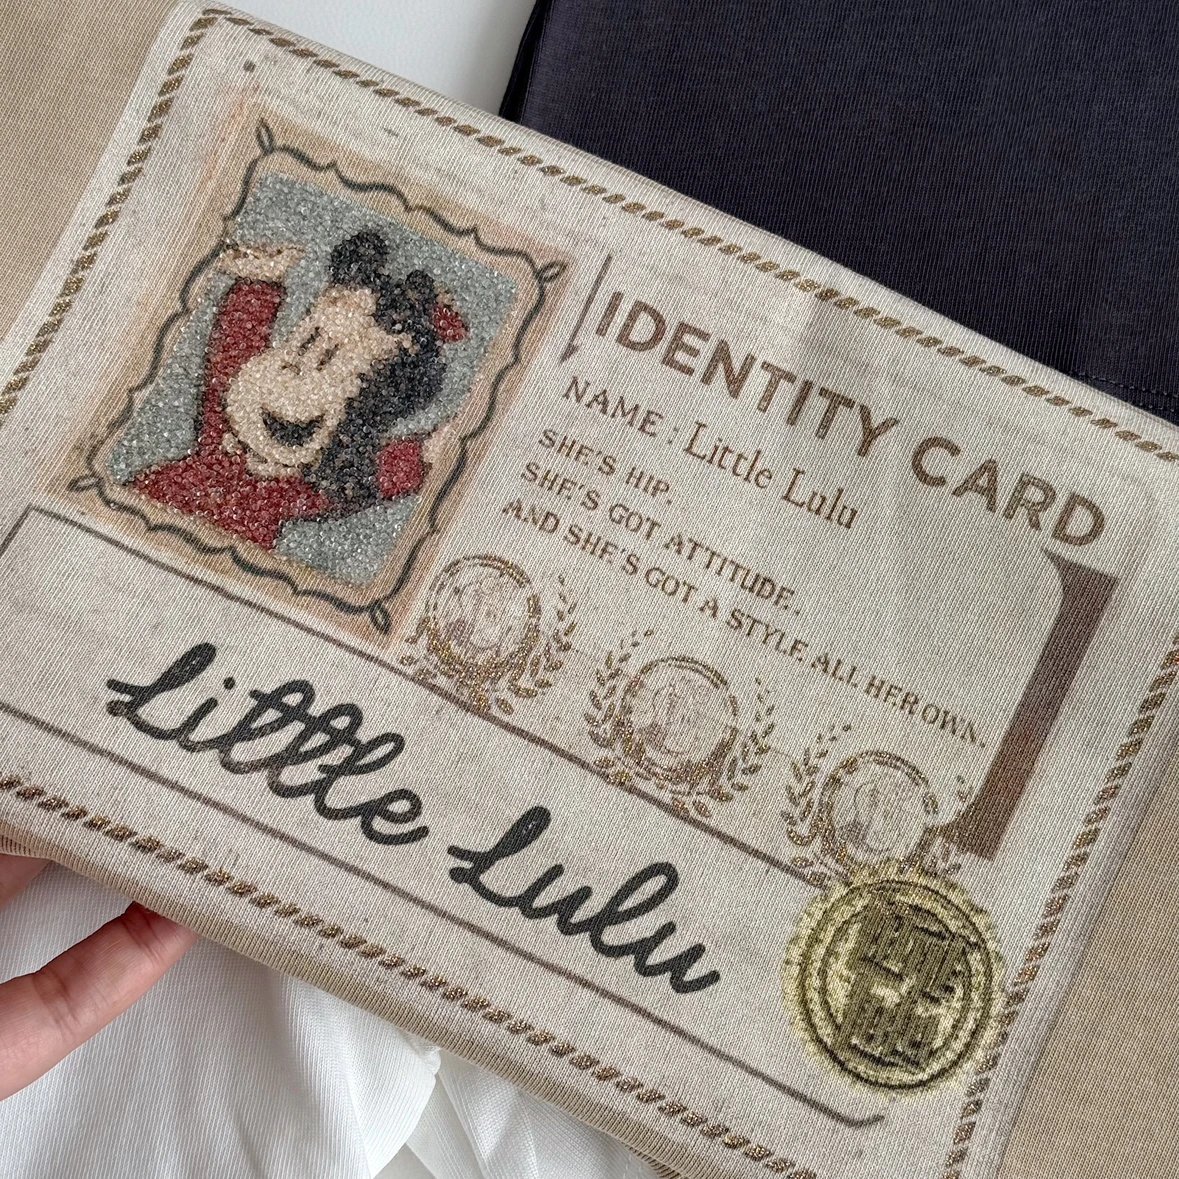 IDENTITY CARD
NAME : Little Lulu
SHE'S HIP.
SHE'S GOT ATTITUDE..
AND SHE'S GOT A STYLE ALL HER OWN.
Little Lulu